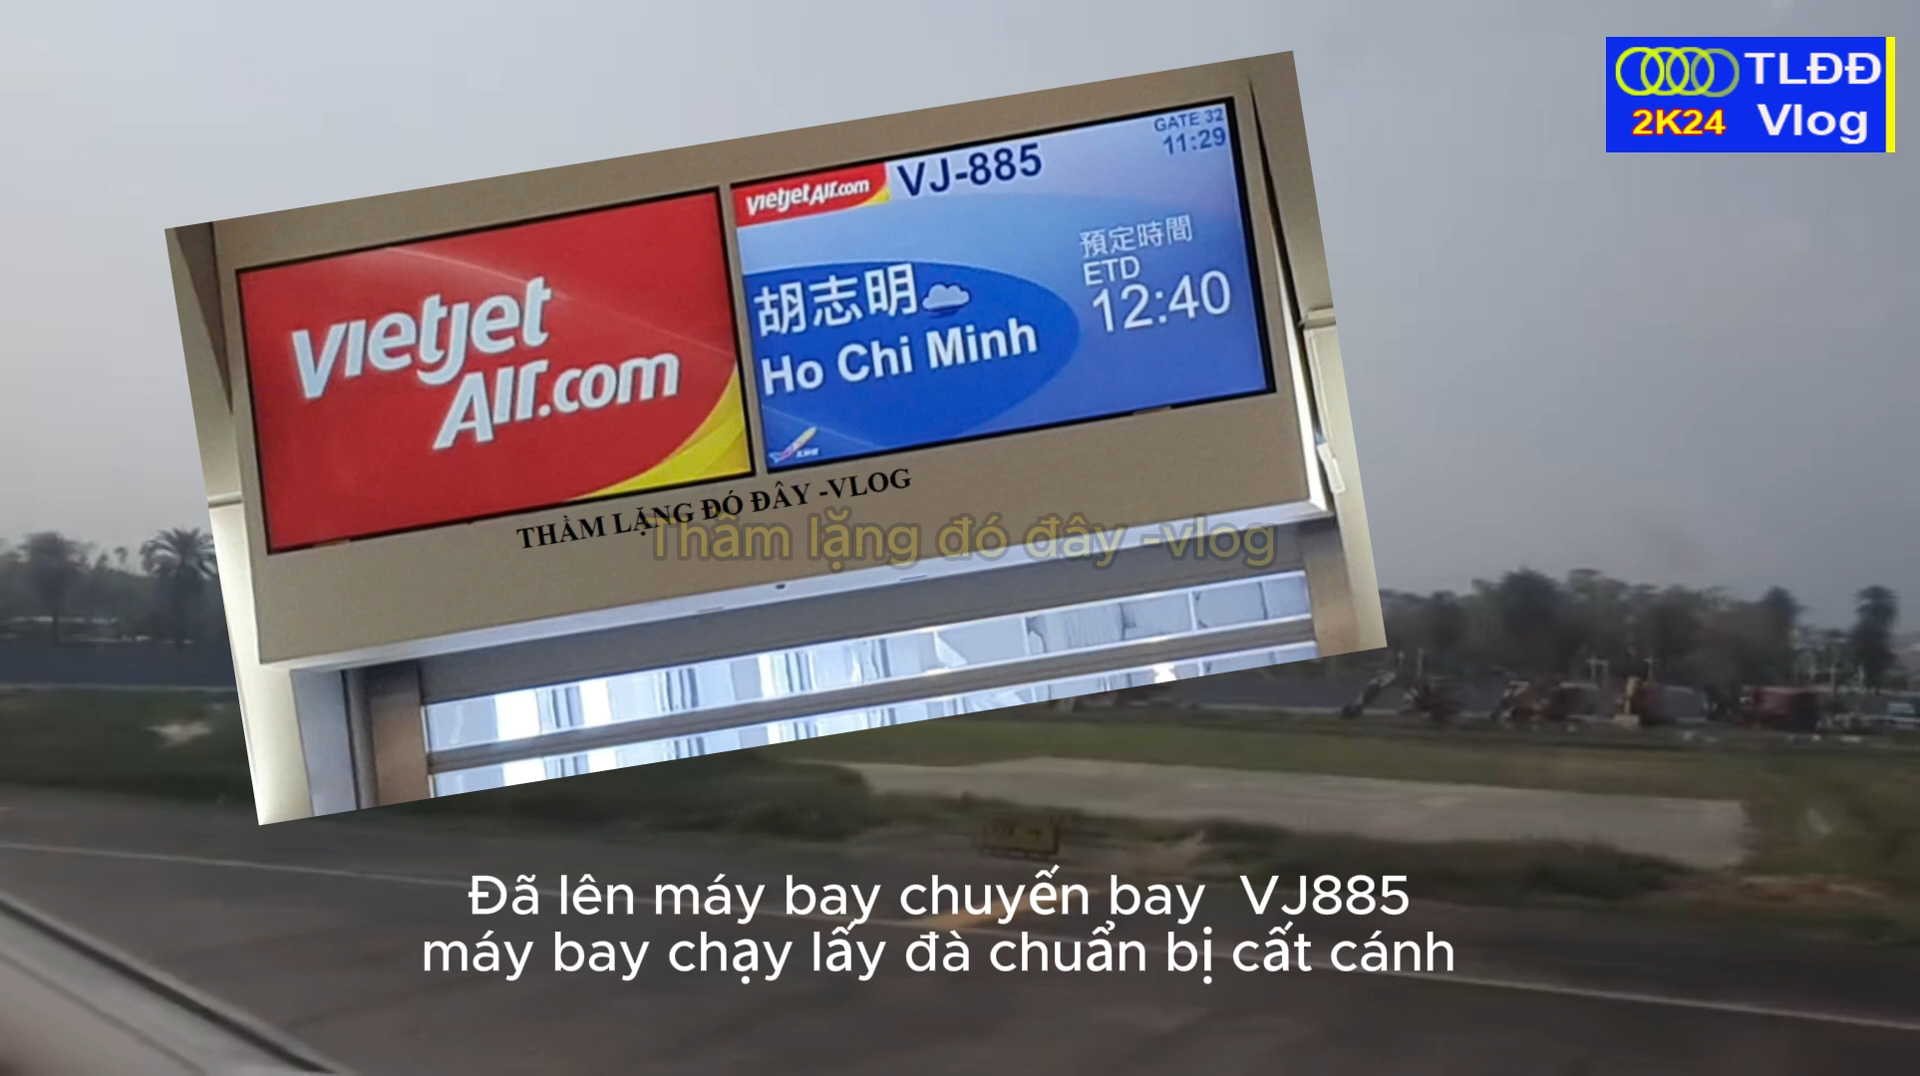 TLĐĐ
2K24 Vlog
GATE 32
11:29
vietjetAir.com VJ-885
預定時間
ETD
12:40
胡志明
Ho Chi Minh
vietjet
Air.com
THẦM LẶNG ĐÓ ĐÂY -VLOG
Thầm lặng đó đây -vlog
Đã lên máy bay chuyến bay VJ885
máy bay chạy lấy đà chuẩn bị cất cánh